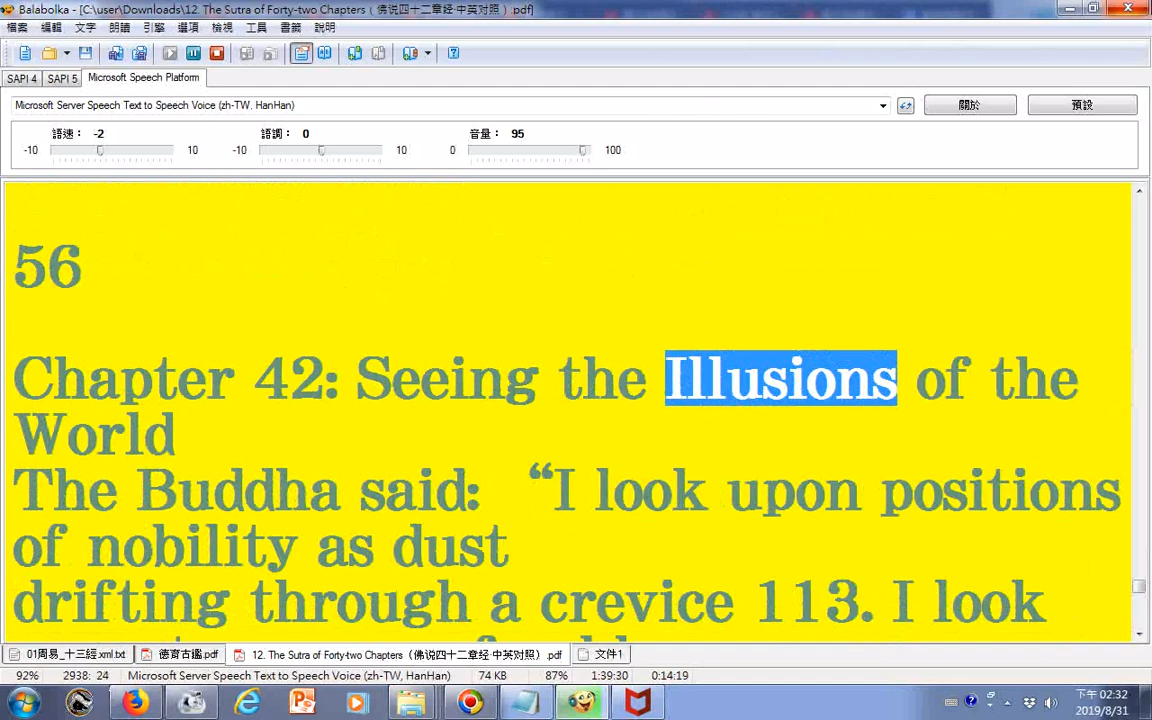 Balabolka - [C:\user\Downloads\12. The Sutra of Forty-two Chapters（佛说四十二章经·中英对照）.pdf]
檔案 編輯 文字 朗讀 引擎 選項 檢視 工具 書籤 說明
SAPI 4 SAPI 5 Microsoft Speech Platform
Microsoft Server Speech Text to Speech Voice (zh-TW, HanHan) 關於 預設
語速： -2 語調： 0 音量： 95
-10 10 -10 10 0 100
56
Chapter 42: Seeing the Illusions of the
World
The Buddha said: “I look upon positions
of nobility as dust
drifting through a crevice 113. I look
01周易_十三經.xml.txt 德育古鑑.pdf 12. The Sutra of Forty-two Chapters（佛说四十二章经·中英对照）.pdf 文件1
92% 2938: 24 Microsoft Server Speech Text to Speech Voice (zh-TW, HanHan) 74 KB 87% 1:39:30 0:14:19
下午 02:32
2019/8/31